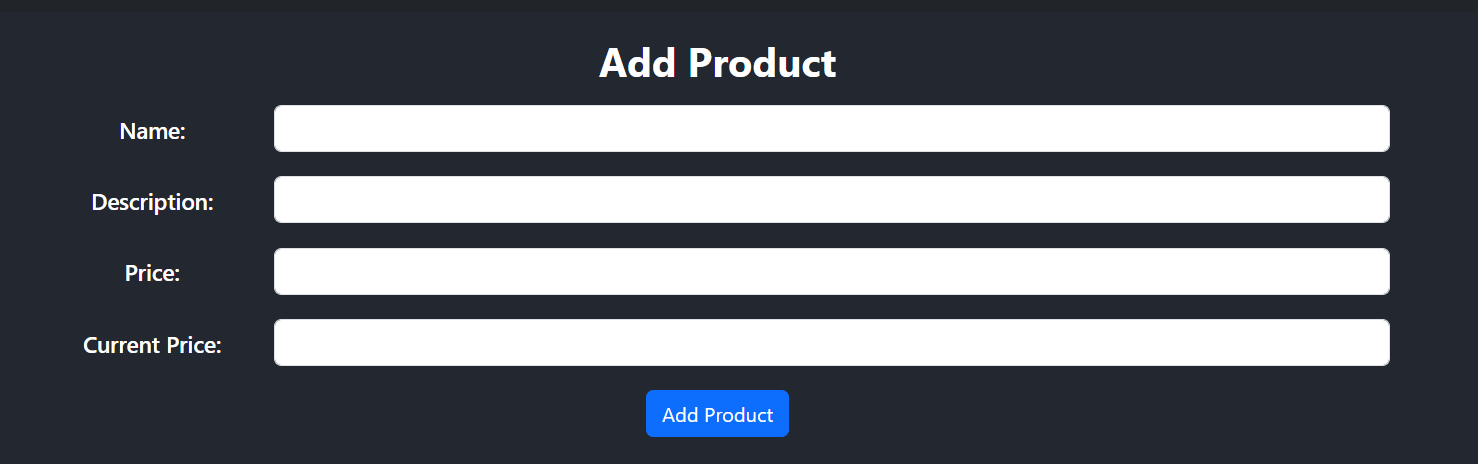 Add Product
Name:
Description:
Price:
Current Price:
Add Product